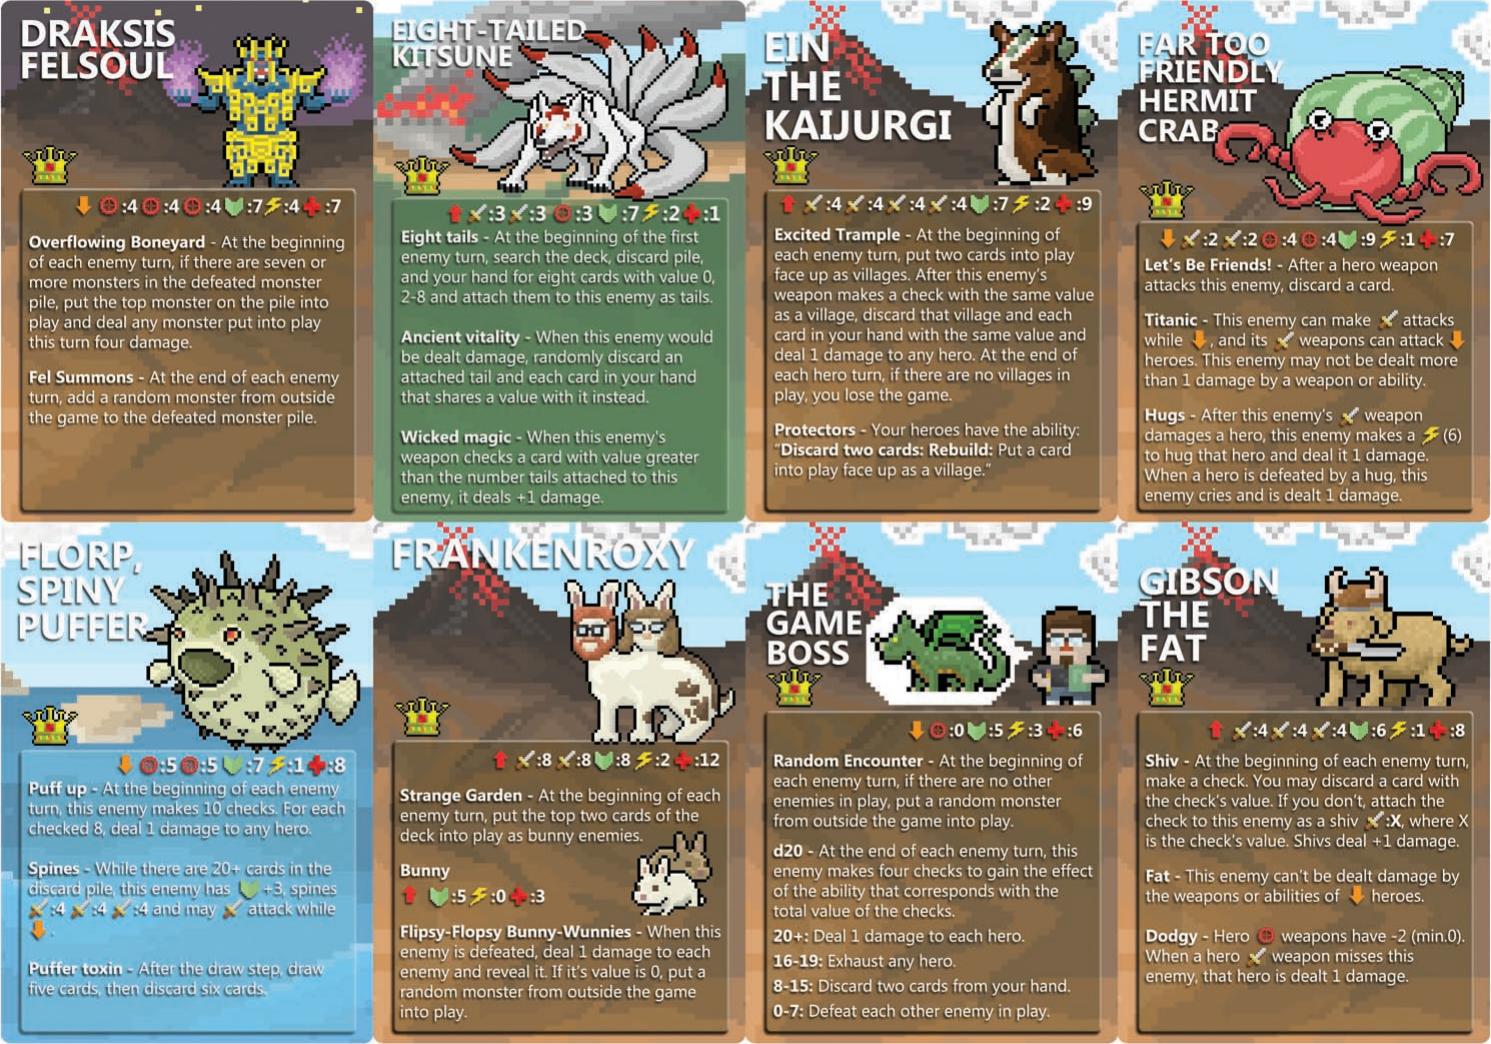 DRAKSIS
FELSOUL
:4 :4 :4 :7 :4 :7
Overflowing Boneyard - At the beginning
of each enemy turn, if there are seven or
more monsters in the defeated monster
pile, put the top monster on the pile into
play and deal any monster put into play
this turn four damage.
Fel Summons - At the end of each enemy
turn, add a random monster from outside
the game to the defeated monster pile.
EIGHT-TAILED
KITSUNE
:3 :3 :3 :7 :2 :1
Eight tails - At the beginning of the first
enemy turn, search the deck, discard pile,
and your hand for eight cards with value 0,
2-8 and attach them to this enemy as tails.
Ancient vitality - When this enemy would
be dealt damage, randomly discard an
attached tail and each card in your hand
that shares a value with it instead.
Wicked magic - When this enemy's
weapon checks a card with value greater
than the number tails attached to this
enemy, it deals +1 damage.
EIN
THE
KAIJURGI
:4 :4 :4 :4 :7 :2 :9
Excited Trample - At the beginning of
each enemy turn, put two cards into play
face up as villages. After this enemy's
weapon makes a check with the same value
as a village, discard that village and each
card in your hand with the same value and
deal 1 damage to any hero. At the end of
each hero turn, if there are no villages in
play, you lose the game.
Protectors - Your heroes have the ability:
"Discard two cards: Rebuild: Put a card
into play face up as a village."
FAR TOO
FRIENDLY
HERMIT
CRAB
:2 :2 :4 :4 :9 :1 :7
Let's Be Friends! - After a hero weapon
attacks this enemy, discard a card.
Titanic - This enemy can make attacks
while , and its weapons can attack
heroes. This enemy may not be dealt more
than 1 damage by a weapon or ability.
Hugs - After this enemy's weapon
damages a hero, this enemy makes a (6)
to hug that hero and deal it 1 damage.
When a hero is defeated by a hug, this
enemy cries and is dealt 1 damage.
FLORP,
SPINY
PUFFER
:5 :5 :7 :1 :8
Puff up - At the beginning of each enemy
turn, this enemy makes 10 checks. For each
checked 8, deal 1 damage to any hero.
Spines - While there are 20+ cards in the
discard pile, this enemy has +3, spines
:4 :4 :4 and may attack while
.
Puffer toxin - After the draw step, draw
five cards, then discard six cards.
FRANKENROXY
:8 :8 :8 :2 :12
Strange Garden - At the beginning of each
enemy turn, put the top two cards of the
deck into play as bunny enemies.
Bunny
:5 :0 :3
Flipsy-Flopsy Bunny-Wunnies - When this
enemy is defeated, deal 1 damage to each
enemy and reveal it. If it's value is 0, put a
random monster from outside the game
into play.
THE
GAME
BOSS
:0 :5 :3 :6
Random Encounter - At the beginning of
each enemy turn, if there are no other
enemies in play, put a random monster
from outside the game into play.
d20 - At the end of each enemy turn, this
enemy makes four checks to gain the effect
of the ability that corresponds with the
total value of the checks.
20+: Deal 1 damage to each hero.
16-19: Exhaust any hero.
8-15: Discard two cards from your hand.
0-7: Defeat each other enemy in play.
GIBSON
THE
FAT
:4 :4 :4 :6 :1 :8
Shiv - At the beginning of each enemy turn,
make a check. You may discard a card with
the check's value. If you don't, attach the
check to this enemy as a shiv :X, where X
is the check's value. Shivs deal +1 damage.
Fat - This enemy can't be dealt damage by
the weapons or abilities of heroes.
Dodgy - Hero weapons have -2 (min.0).
When a hero weapon misses this
enemy, that hero is dealt 1 damage.